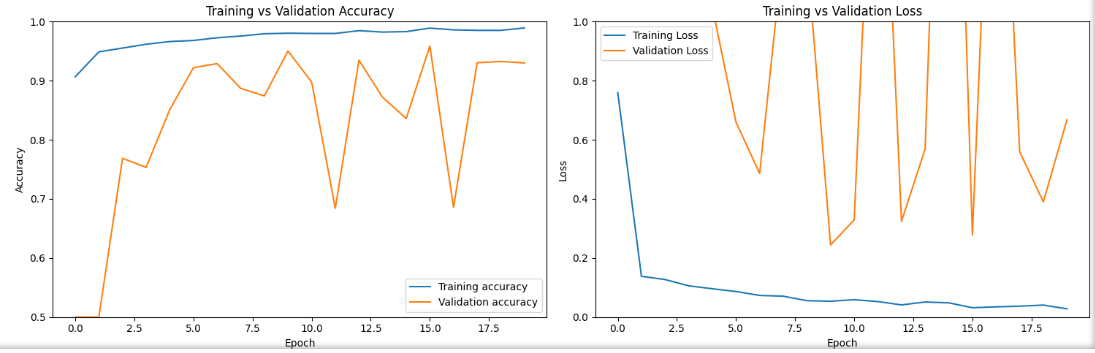 Training vs Validation Accuracy
1.0
0.9
0.8
0.7
0.6
0.5
Accuracy
0.0
2.5
5.0
7.5
10.0
12.5
15.0
17.5
Epoch
Training accuracy
Validation accuracy
Training vs Validation Loss
1.0
0.8
0.6
0.4
0.2
0.0
Loss
0.0
2.5
5.0
7.5
10.0
12.5
15.0
17.5
Epoch
Training Loss
Validation Loss